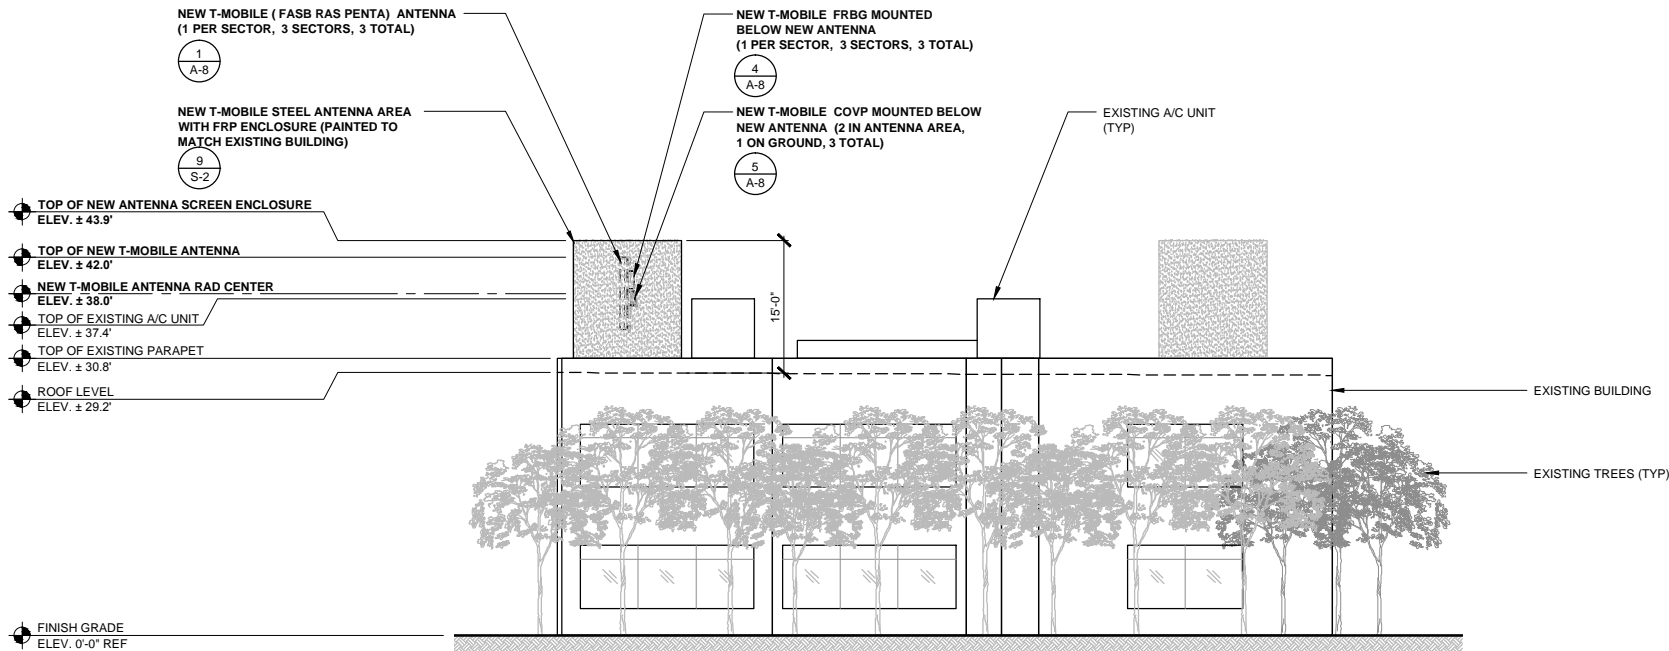 NEW T-MOBILE ( FASB RAS PENTA) ANTENNA
(1 PER SECTOR, 3 SECTORS, 3 TOTAL)
1
A-8
NEW T-MOBILE FRBG MOUNTED
BELOW NEW ANTENNA
(1 PER SECTOR, 3 SECTORS, 3 TOTAL)
4
A-8
NEW T-MOBILE STEEL ANTENNA AREA
WITH FRP ENCLOSURE (PAINTED TO
MATCH EXISTING BUILDING)
9
S-2
NEW T-MOBILE COVP MOUNTED BELOW
NEW ANTENNA (2 IN ANTENNA AREA,
1 ON GROUND, 3 TOTAL)
5
A-8
EXISTING A/C UNIT
(TYP)
TOP OF NEW ANTENNA SCREEN ENCLOSURE
ELEV. ± 43.9'
TOP OF NEW T-MOBILE ANTENNA
ELEV. ± 42.0'
NEW T-MOBILE ANTENNA RAD CENTER
ELEV. ± 38.0'
TOP OF EXISTING A/C UNIT
ELEV. ± 37.4'
TOP OF EXISTING PARAPET
ELEV. ± 30.8'
ROOF LEVEL
ELEV. ± 29.2'
15'-0"
EXISTING BUILDING
EXISTING TREES (TYP)
FINISH GRADE
ELEV. 0'-0" REF